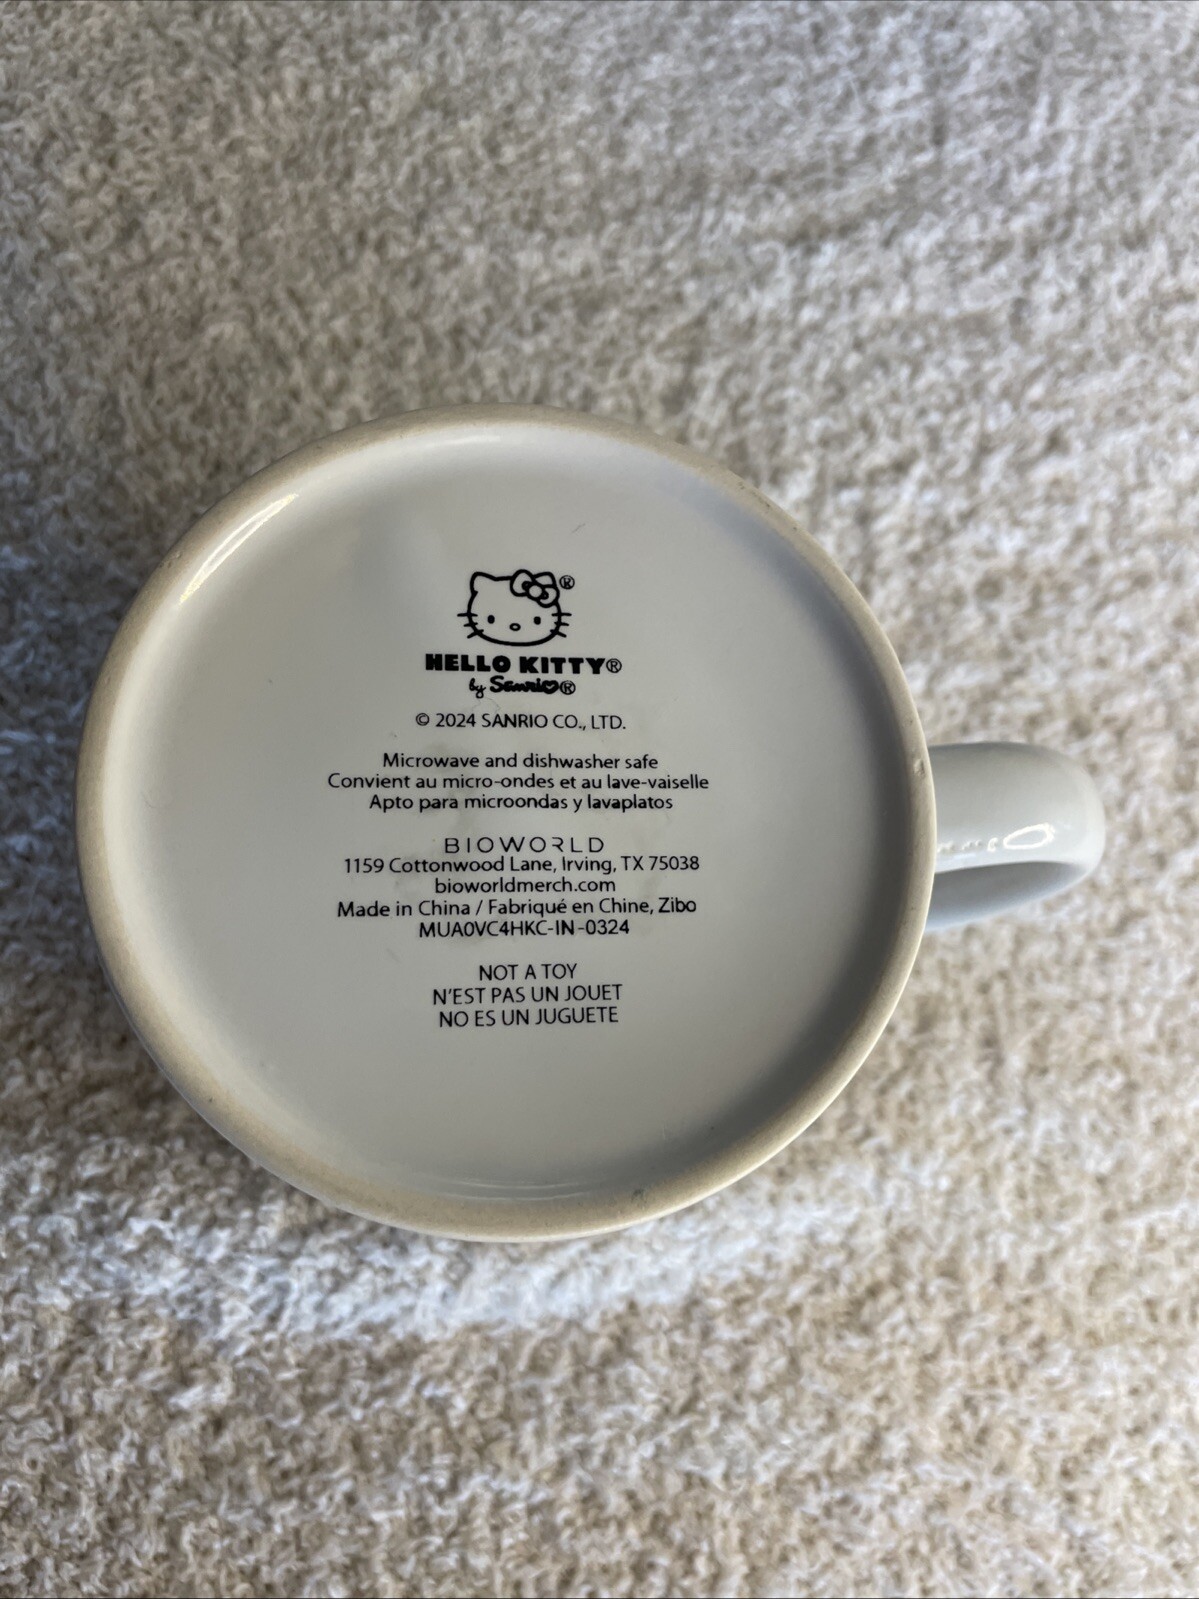 ®
HELLO KITTY®
by Sanrio®
© 2024 SANRIO CO., LTD.
Microwave and dishwasher safe
Convient au micro-ondes et au lave-vaiselle
Apto para microondas y lavaplatos
BIOWORLD
1159 Cottonwood Lane, Irving, TX 75038
bioworldmerch.com
Made in China / Fabriqué en Chine, Zibo
MUA0VC4HKC-IN-0324
NOT A TOY
N'EST PAS UN JOUET
NO ES UN JUGUETE